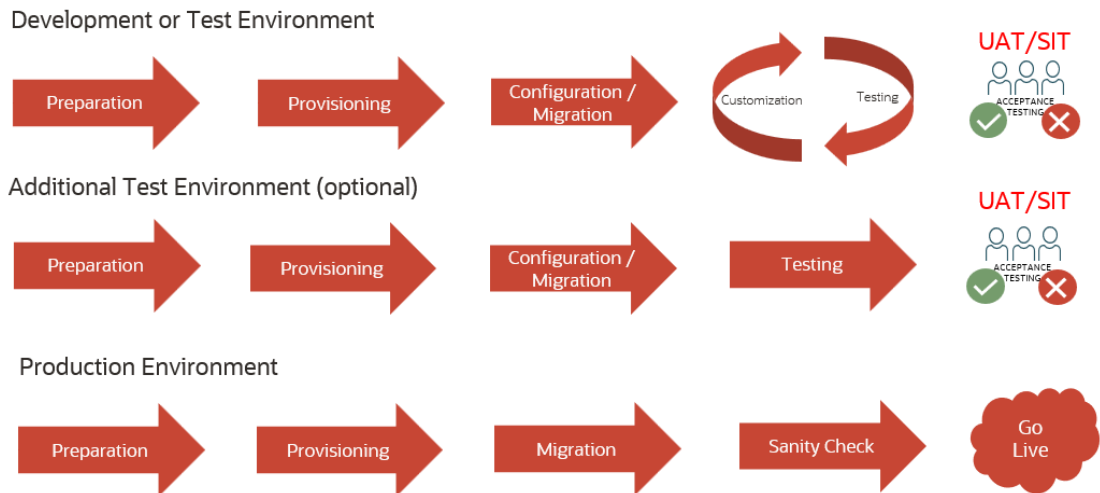 Development or Test Environment
Preparation
Provisioning
Configuration /
Migration
Customization
Testing
UAT/SIT
ACCEPTANCE
TESTING
Additional Test Environment (optional)
Preparation
Provisioning
Configuration /
Migration
Testing
UAT/SIT
ACCEPTANCE
TESTING
Production Environment
Preparation
Provisioning
Migration
Sanity Check
Go
Live